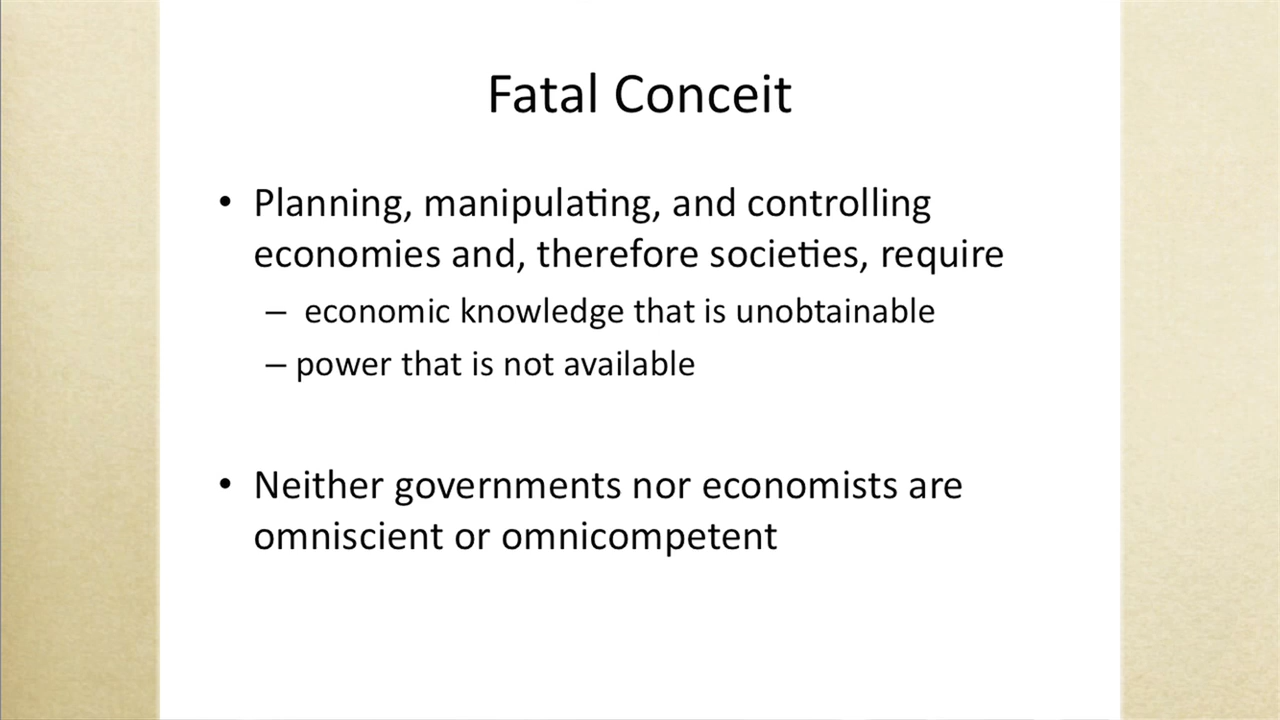 Fatal Conceit
• Planning, manipulating, and controlling
economies and, therefore societies, require
– economic knowledge that is unobtainable
– power that is not available
• Neither governments nor economists are
omniscient or omnicompetent